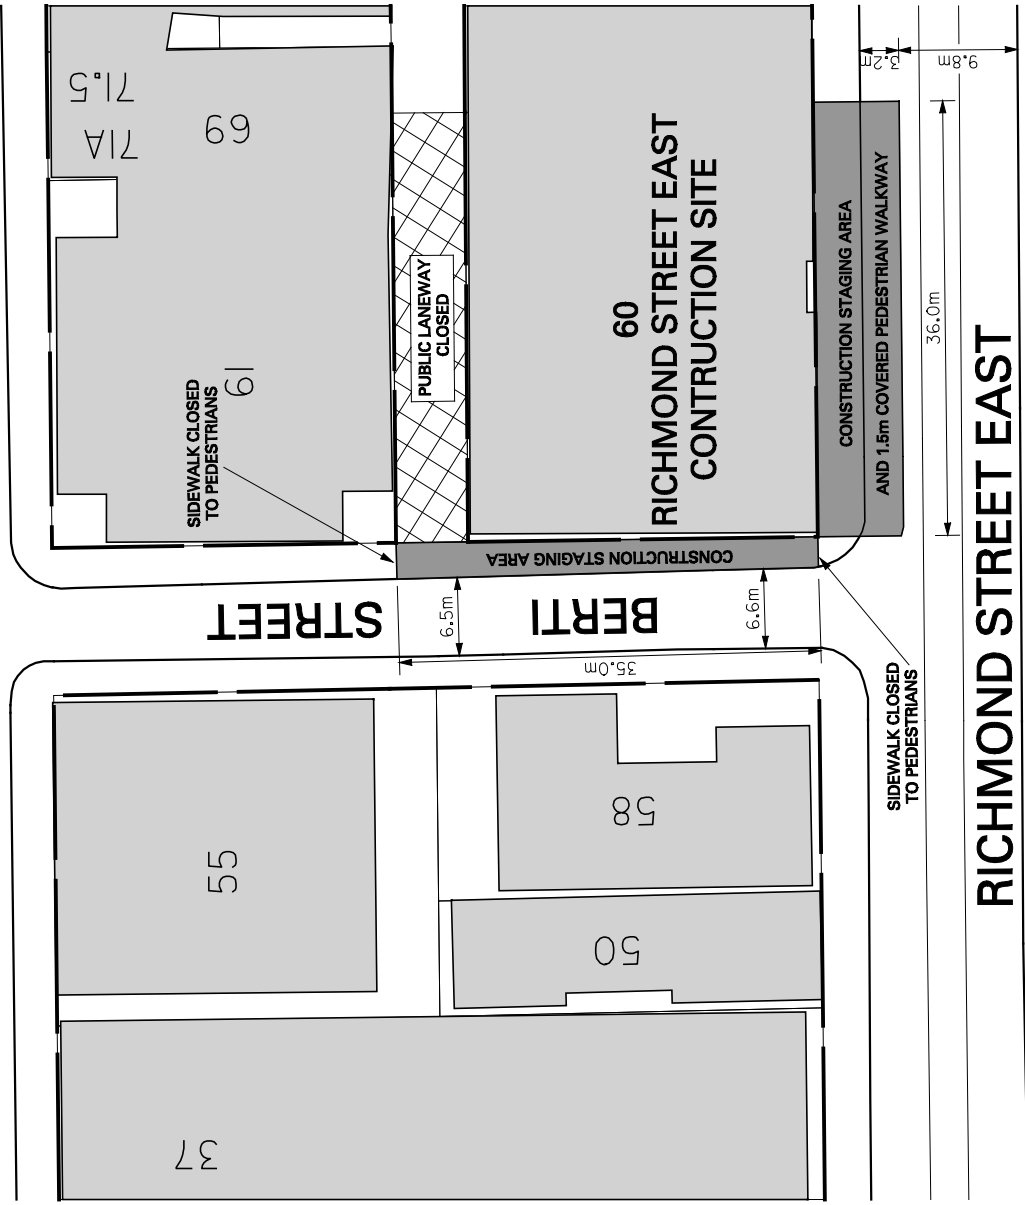 71.5
71A
69
61
SIDEWALK CLOSED
TO PEDESTRIANS
PUBLIC LANEWAY
CLOSED
60
RICHMOND STREET EAST
CONTRUCTION SITE
CONSTRUCTION STAGING AREA
AND 1.5m COVERED PEDESTRIAN WALKWAY
3.2m
9.8m
36.0m
CONSTRUCTION STAGING AREA
BERTI
STREET
6.5m
6.6m
35.0m
SIDEWALK CLOSED
TO PEDESTRIANS
RICHMOND STREET EAST
55
58
50
37